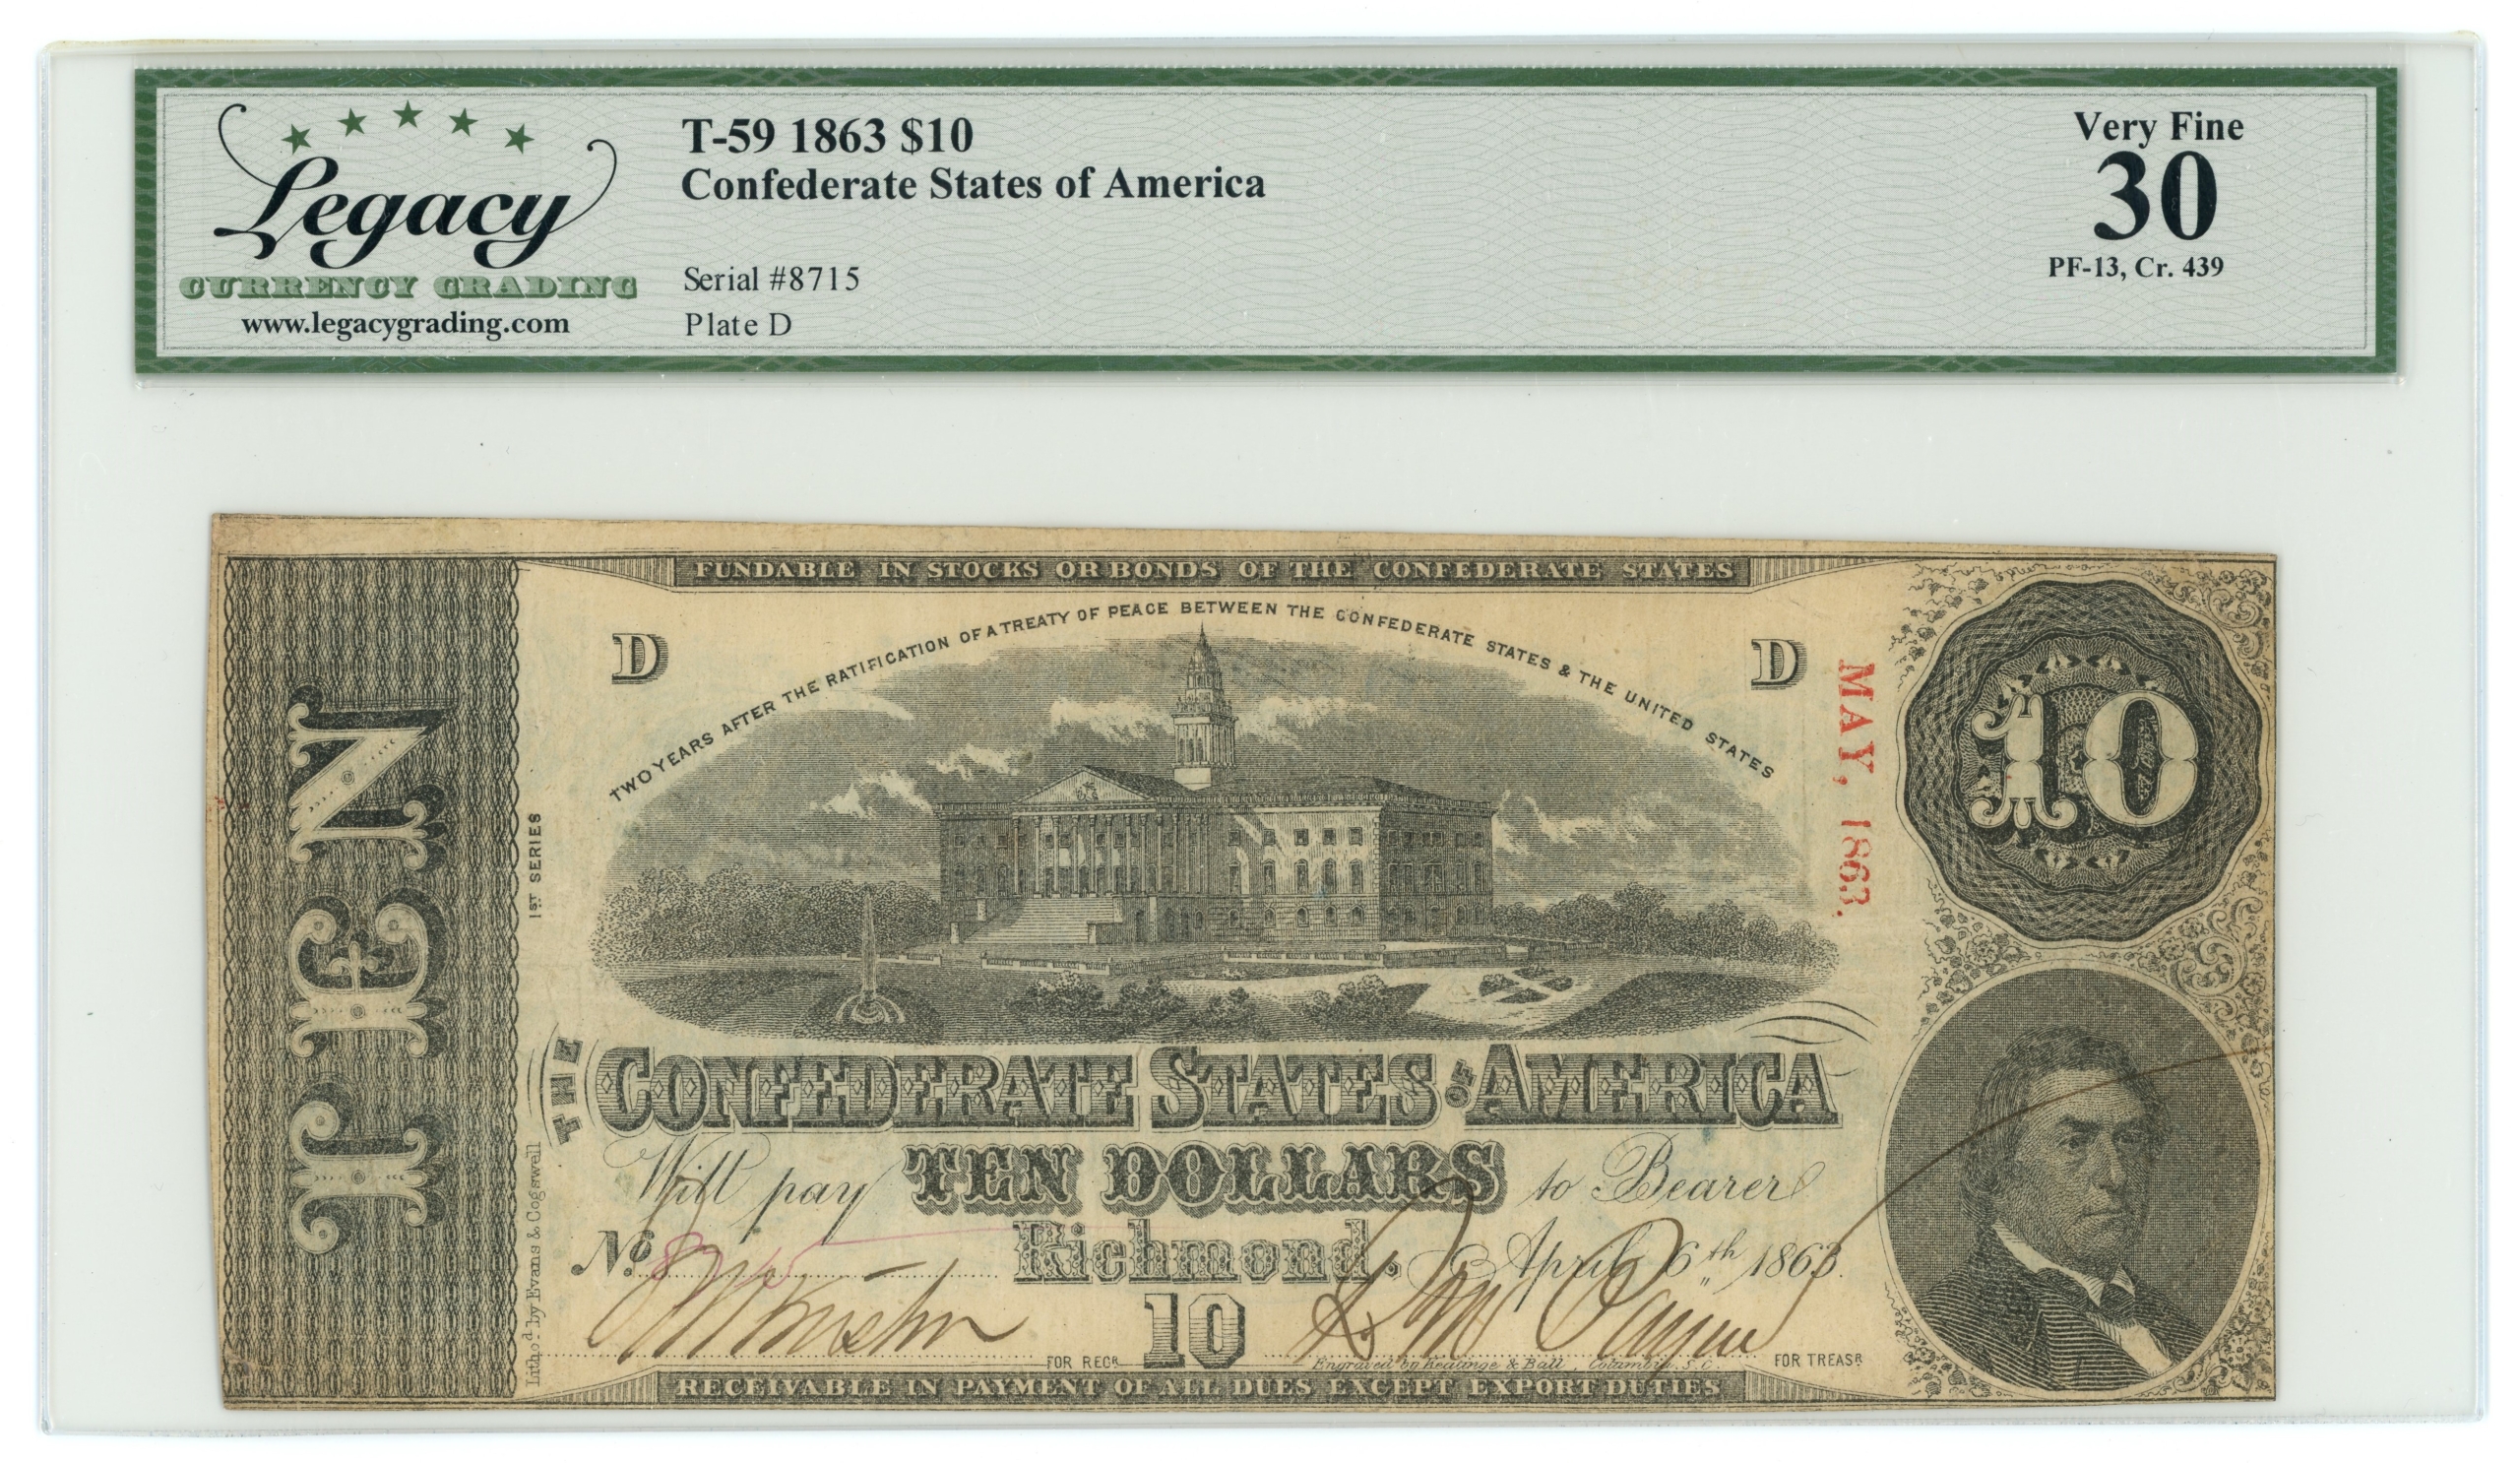 Legacy
CURRENCY GRADING
www.legacygrading.com
T-59 1863 $10
Confederate States of America
Serial #8715
Plate D
Very Fine
30
PF-13, Cr. 439
FUNDABLE IN STOCKS OR BONDS OF THE CONFEDERATE STATES
TWO YEARS AFTER THE RATIFICATION OF A TREATY OF PEACE BETWEEN THE CONFEDERATE STATES & THE UNITED STATES
D
D
MAY, 1863.
10
TEN
1ST SERIES
THE CONFEDERATE STATES OF AMERICA
Will pay TEN DOLLARS to Bearer
No. 8715 Richmond. April 6th 1863.
Lithod by Evans & Cogswell
FOR RECR.
10
Engraved by Keatinge & Ball, Columbia, S.C.
FOR TREASR.
RECEIVABLE IN PAYMENT OF ALL DUES EXCEPT EXPORT DUTIES